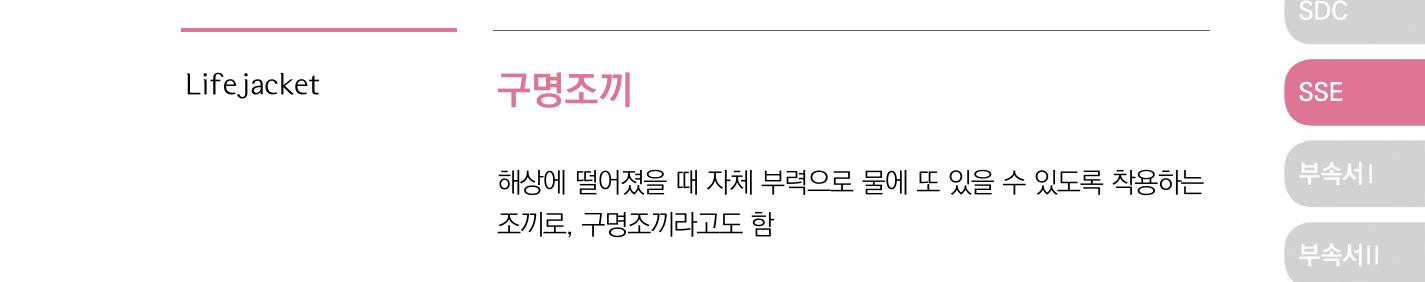 SDC
Lifejacket
구명조끼
SSE
해상에 떨어졌을 때 자체 부력으로 물에 또 있을 수 있도록 착용하는
조끼로, 구명조끼라고도 함
부속서 I
부속서 II